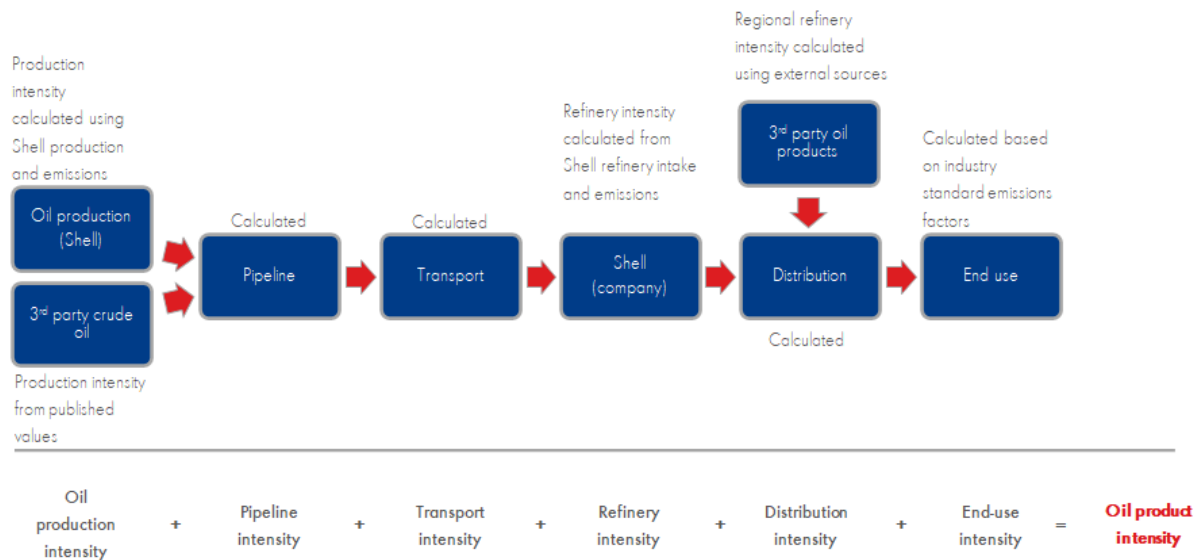 Regional refinery
intensity calculated
using external sources
Production
intensity
calculated using
Shell production
and emissions
Refinery intensity
calculated from
Shell refinery intake
and emissions
3rd party oil
products
Calculated based
on industry
standard emissions
factors
Oil production
(Shell)
Calculated
Calculated
Pipeline
Transport
Shell
(company)
Distribution
End use
3rd party crude
oil
Calculated
Production intensity
from published
values
Oil
production
intensity
+
Pipeline
intensity
+
Transport
intensity
+
Refinery
intensity
+
Distribution
intensity
+
End-use
intensity
=
Oil product
intensity